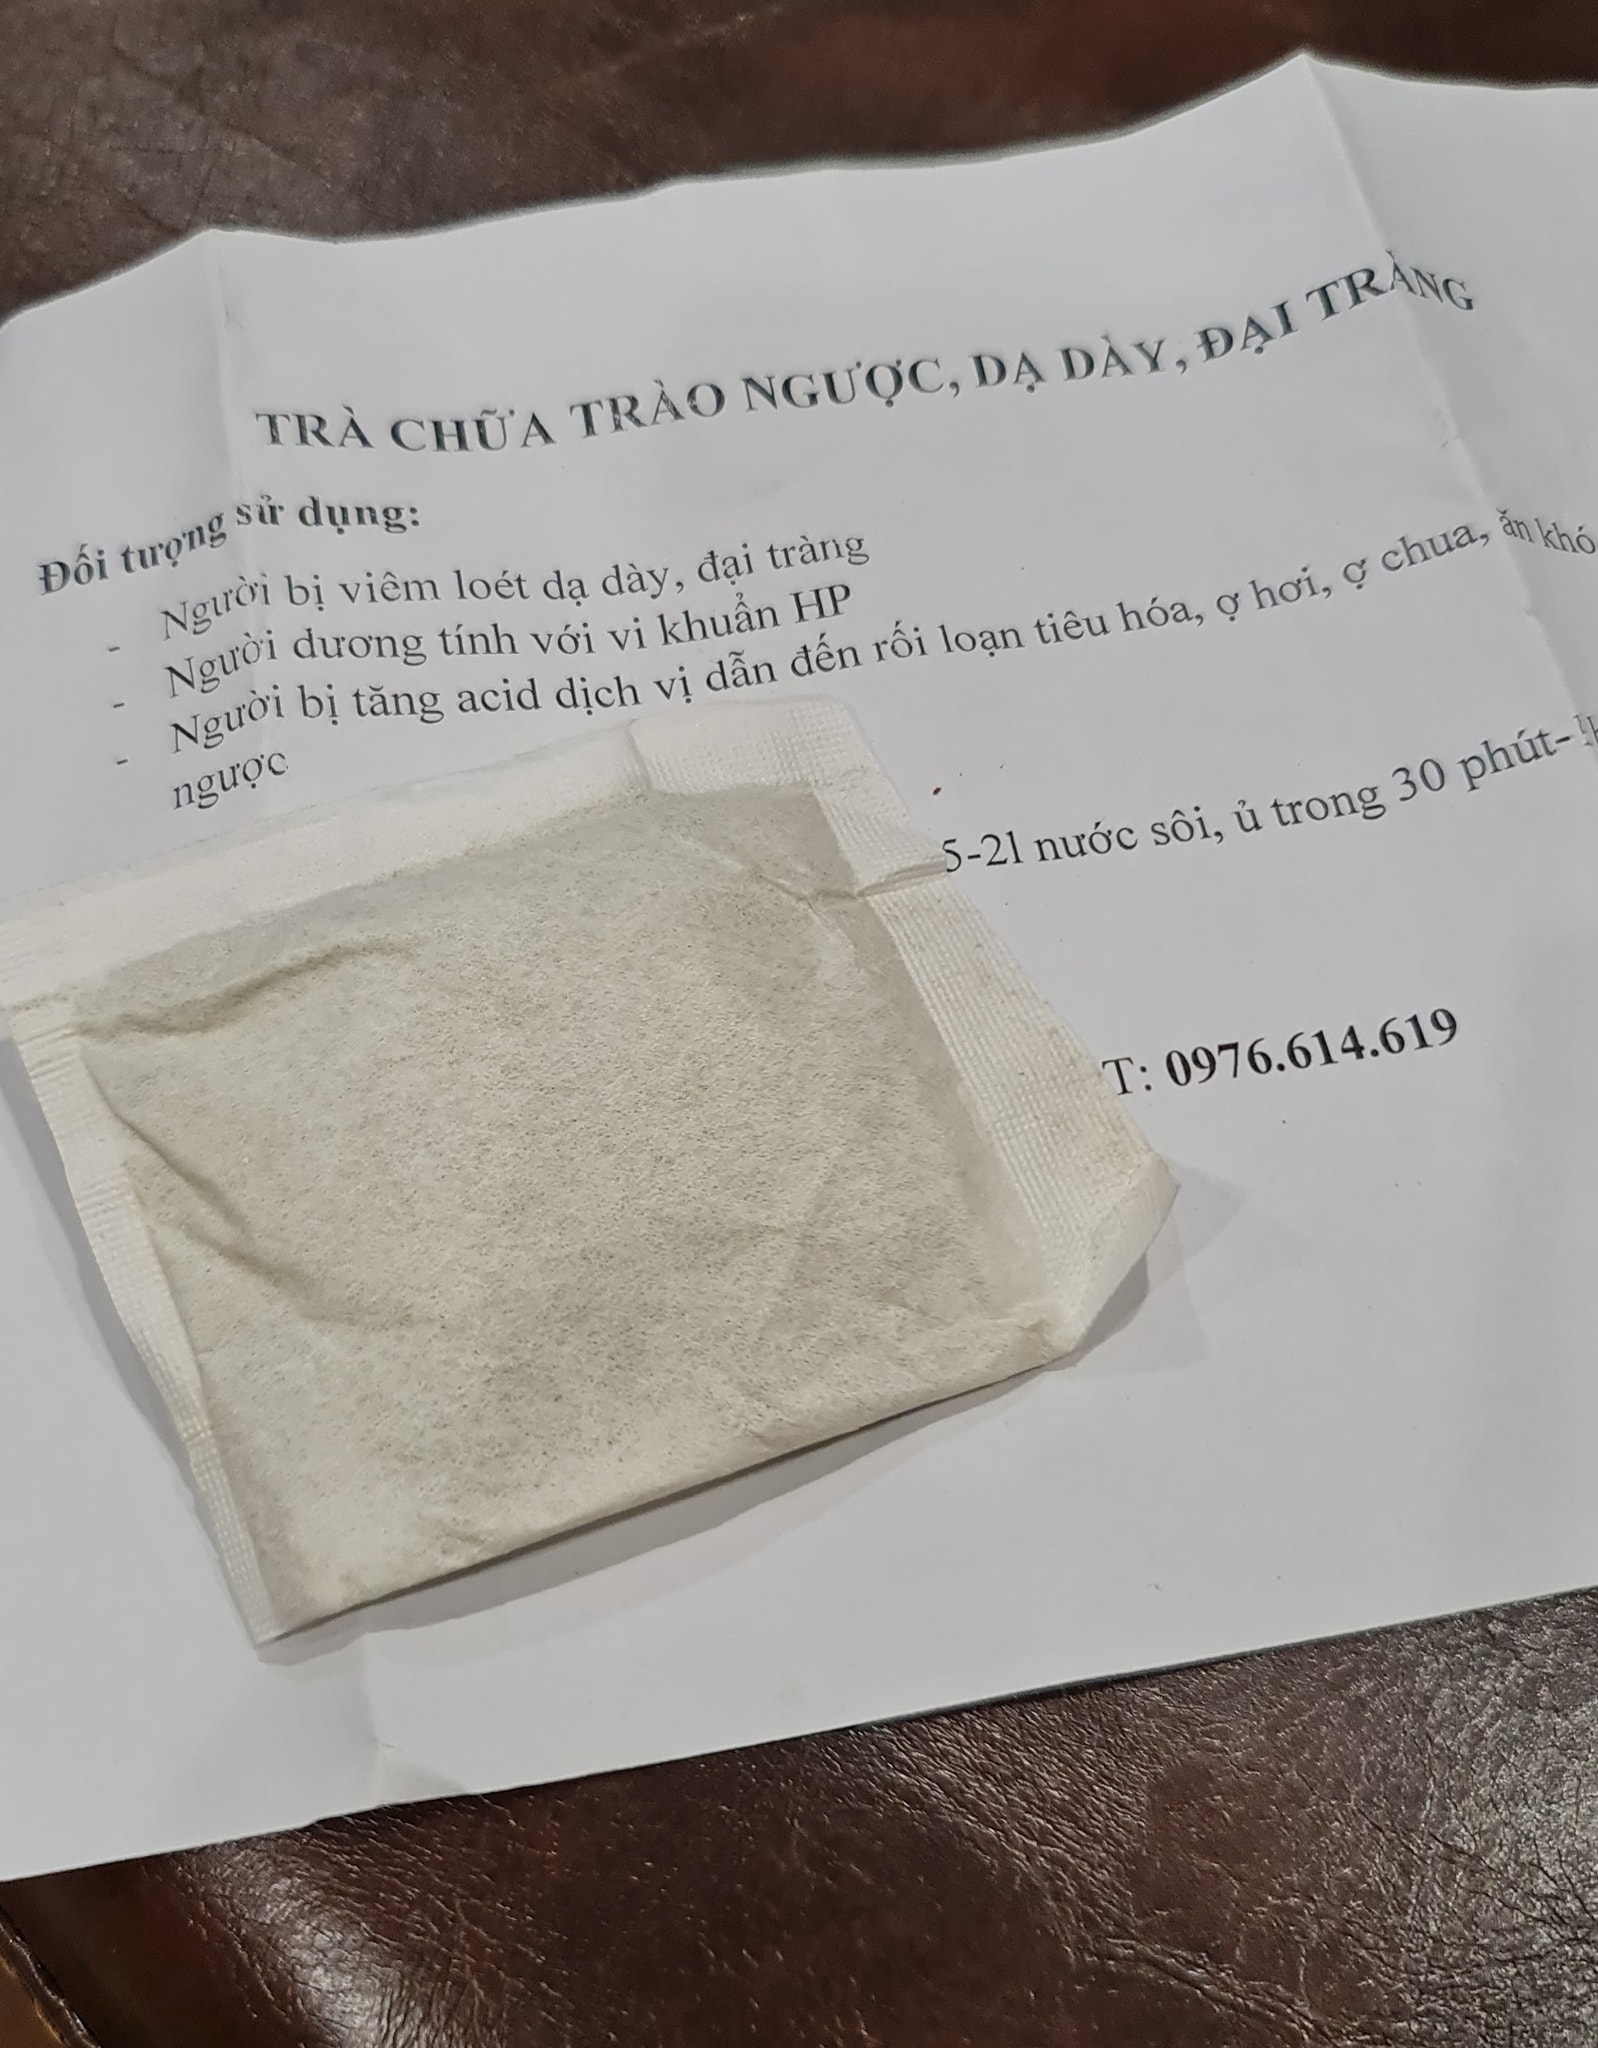 TRÀ CHỮA TRÀO NGƯỢC, DẠ DÀY, ĐẠI TRÀNG
Đối tượng sử dụng:
- Người bị viêm loét dạ dày, đại tràng
- Người dương tính với vi khuẩn HP
- Người bị tăng acid dịch vị dẫn đến rối loạn tiêu hóa, ợ hơi, ợ chua, ăn khó
ngược
5-2l nước sôi, ủ trong 30 phút-
T: 0976.614.619